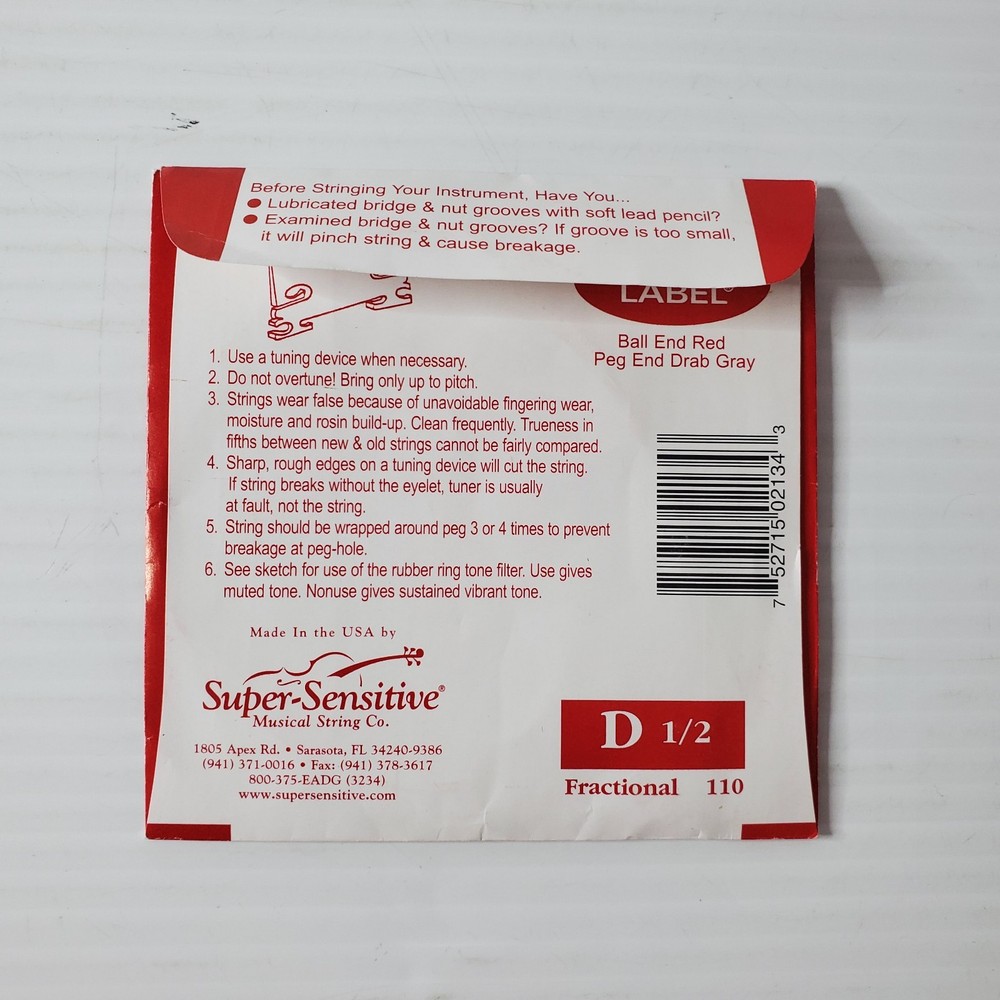 Before Stringing Your Instrument, Have You...
● Lubricated bridge & nut grooves with soft lead pencil?
● Examined bridge & nut grooves? If groove is too small,
it will pinch string & cause breakage.
LABEL®
Ball End Red
Peg End Drab Gray
1. Use a tuning device when necessary.
2. Do not overtune! Bring only up to pitch.
3. Strings wear false because of unavoidable fingering wear,
moisture and rosin build-up. Clean frequently. Trueness in
fifths between new & old strings cannot be fairly compared.
4. Sharp, rough edges on a tuning device will cut the string.
If string breaks without the eyelet, tuner is usually
at fault, not the string.
5. String should be wrapped around peg 3 or 4 times to prevent
breakage at peg-hole.
6. See sketch for use of the rubber ring tone filter. Use gives
muted tone. Nonuse gives sustained vibrant tone.
7 52715 02134 3
Made In the USA by
Super-Sensitive®
Musical String Co.
1805 Apex Rd. • Sarasota, FL 34240-9386
(941) 371-0016 • Fax: (941) 378-3617
800-375-EADG (3234)
www.supersensitive.com
D 1/2
Fractional 110